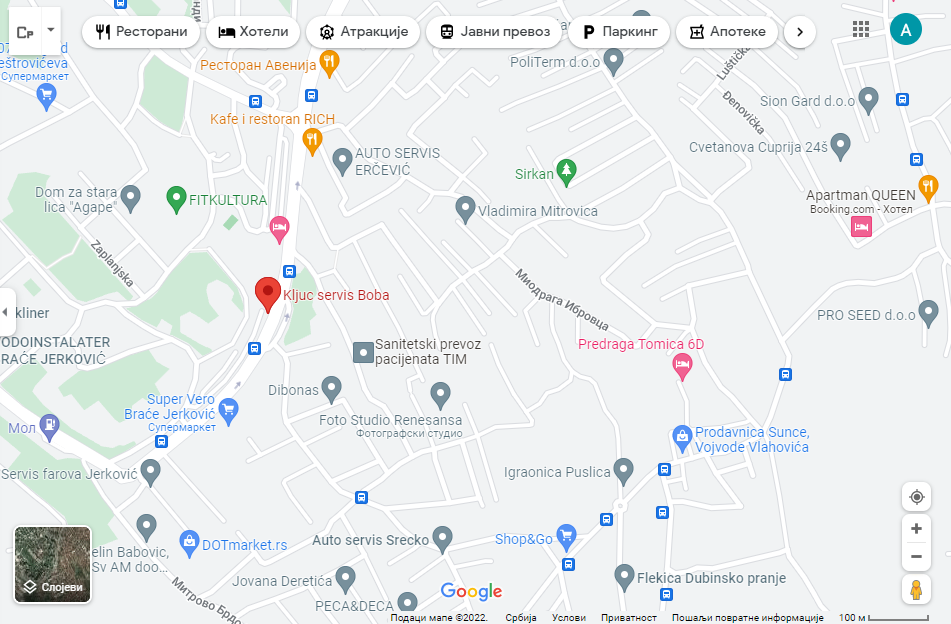 Ср
Ресторани
Хотели
Атракције
Јавни превоз
Паркинг
Апотеке
A
Ресторан Авенија
PoliTerm d.o.o
Luštička
Супермаркет
Kafe i restoran RICH
Sion Gard d.o.o
Đenovićka
AUTO SERVIS
ERČEVIĆ
Cvetanova Cuprija 24š
Sirkan
Dom za stara
lica "Agape"
FITKULTURA
Apartman QUEEN
Booking.com - Хотел
Vladimira Mitrovica
Zaplanjska
Миодрага Ибровца
Kljuc servis Boba
kliner
PRO SEED d.o.o
ODOINSTALATER
RAĆE JERKOVIĆ
Sanitetski prevoz
pacijenata TIM
Predraga Tomica 6D
Dibonas
Super Vero
Braće Jerković
Супермаркет
Foto Studio Renesansa
Фотографски студио
Мол
Prodavnica Sunce,
Vojvode Vlahovića
Servis farova Jerković
Igraonica Puslica
Auto servis Srecko
Shop&Go
DOTmarket.rs
elin Babovic,
Sv AM doo...
Слојеви
Jovana Deretića
Flekica Dubinsko pranje
Митрово Брдо
Google
PECA&DECA
Подаци мапе ©2022.
Србија
Услови
Приватност
Пошаљи повратне информације
100 м